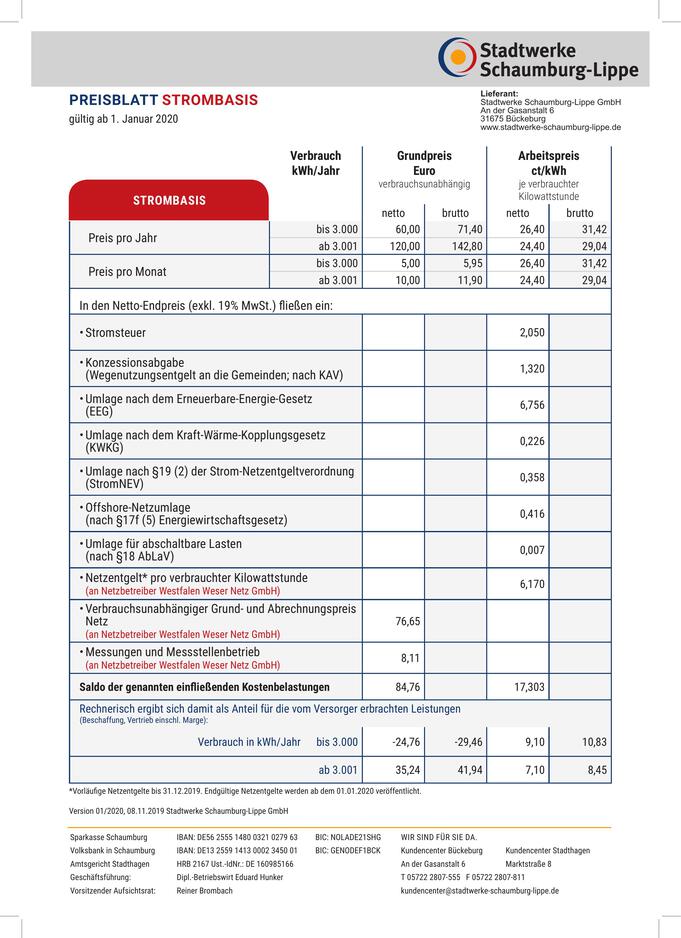 Stadtwerke
Schaumburg-Lippe
PREISBLATT STROMBASIS
gültig ab 1. Januar 2020
Lieferant:
Stadtwerke Schaumburg-Lippe GmbH
An der Gasanstalt 6
31675 Bückeburg
www.stadtwerke-schaumburg-lippe.de
STROMBASIS
Verbrauch
kWh/Jahr
Grundpreis
Euro
verbrauchsunabhängig
Arbeitspreis
ct/kWh
je verbrauchter
Kilowattstunde
netto brutto netto brutto
Preis pro Jahr
bis 3.000 60,00 71,40 26,40 31,42
ab 3.001 120,00 142,80 24,40 29,04
Preis pro Monat
bis 3.000 5,00 5,95 26,40 31,42
ab 3.001 10,00 11,90 24,40 29,04
In den Netto-Endpreis (exkl. 19% MwSt.) fließen ein:
• Stromsteuer 2,050
• Konzessionsabgabe
(Wegenutzungsentgelt an die Gemeinden; nach KAV) 1,320
• Umlage nach dem Erneuerbare-Energie-Gesetz
(EEG) 6,756
• Umlage nach dem Kraft-Wärme-Kopplungsgesetz
(KWKG) 0,226
• Umlage nach §19 (2) der Strom-Netzentgeltverordnung
(StromNEV) 0,358
• Offshore-Netzumlage
(nach §17f (5) Energiewirtschaftsgesetz) 0,416
• Umlage für abschaltbare Lasten
(nach §18 AbLaV) 0,007
• Netzentgelt* pro verbrauchter Kilowattstunde 6,170
(an Netzbetreiber Westfalen Weser Netz GmbH)
• Verbrauchsunabhängiger Grund- und Abrechnungspreis
Netz 76,65
(an Netzbetreiber Westfalen Weser Netz GmbH)
• Messungen und Messstellenbetrieb 8,11
(an Netzbetreiber Westfalen Weser Netz GmbH)
Saldo der genannten einfließenden Kostenbelastungen 84,76 17,303
Rechnerisch ergibt sich damit als Anteil für die vom Versorger erbrachten Leistungen
(Beschaffung, Vertrieb einschl. Marge):
Verbrauch in kWh/Jahr bis 3.000 -24,76 -29,46 9,10 10,83
ab 3.001 35,24 41,94 7,10 8,45
*Vorläufige Netzentgelte bis 31.12.2019. Endgültige Netzentgelte werden ab dem 01.01.2020 veröffentlicht.
Version 01/2020, 08.11.2019 Stadtwerke Schaumburg-Lippe GmbH
Sparkasse Schaumburg IBAN: DE56 2555 1480 0321 0279 63 BIC: NOLADE21SHG WIR SIND FÜR SIE DA.
Volksbank in Schaumburg IBAN: DE13 2559 1413 0002 3450 01 BIC: GENODEF1BCK Kundencenter Bückeburg Kundencenter Stadthagen
Amtsgericht Stadthagen HRB 2167 Ust.-IdNr.: DE 160985166 An der Gasanstalt 6 Marktstraße 8
Geschäftsführung: Dipl.-Betriebswirt Eduard Hunker T 05722 2807-555 F 05722 2807-811
Vorsitzender Aufsichtsrat: Reiner Brombach kundencenter@stadtwerke-schaumburg-lippe.de